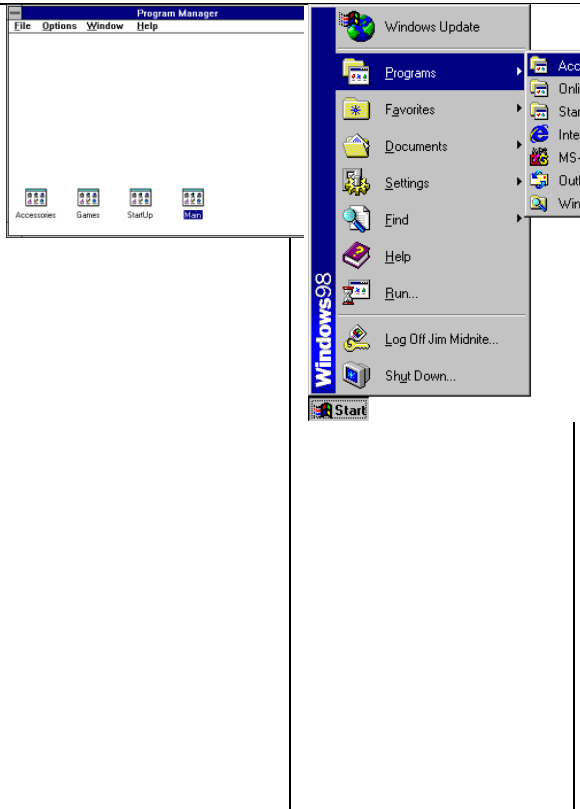 Program Manager
File Options Window Help
Accessories Games StartUp Main
Windows98
Windows Update
Programs
Favorites
Documents
Settings
Find
Help
Run...
Log Off Jim Midnite...
Shut Down...
Start
Acc
Onli
Star
Inte
MS-
Outl
Win